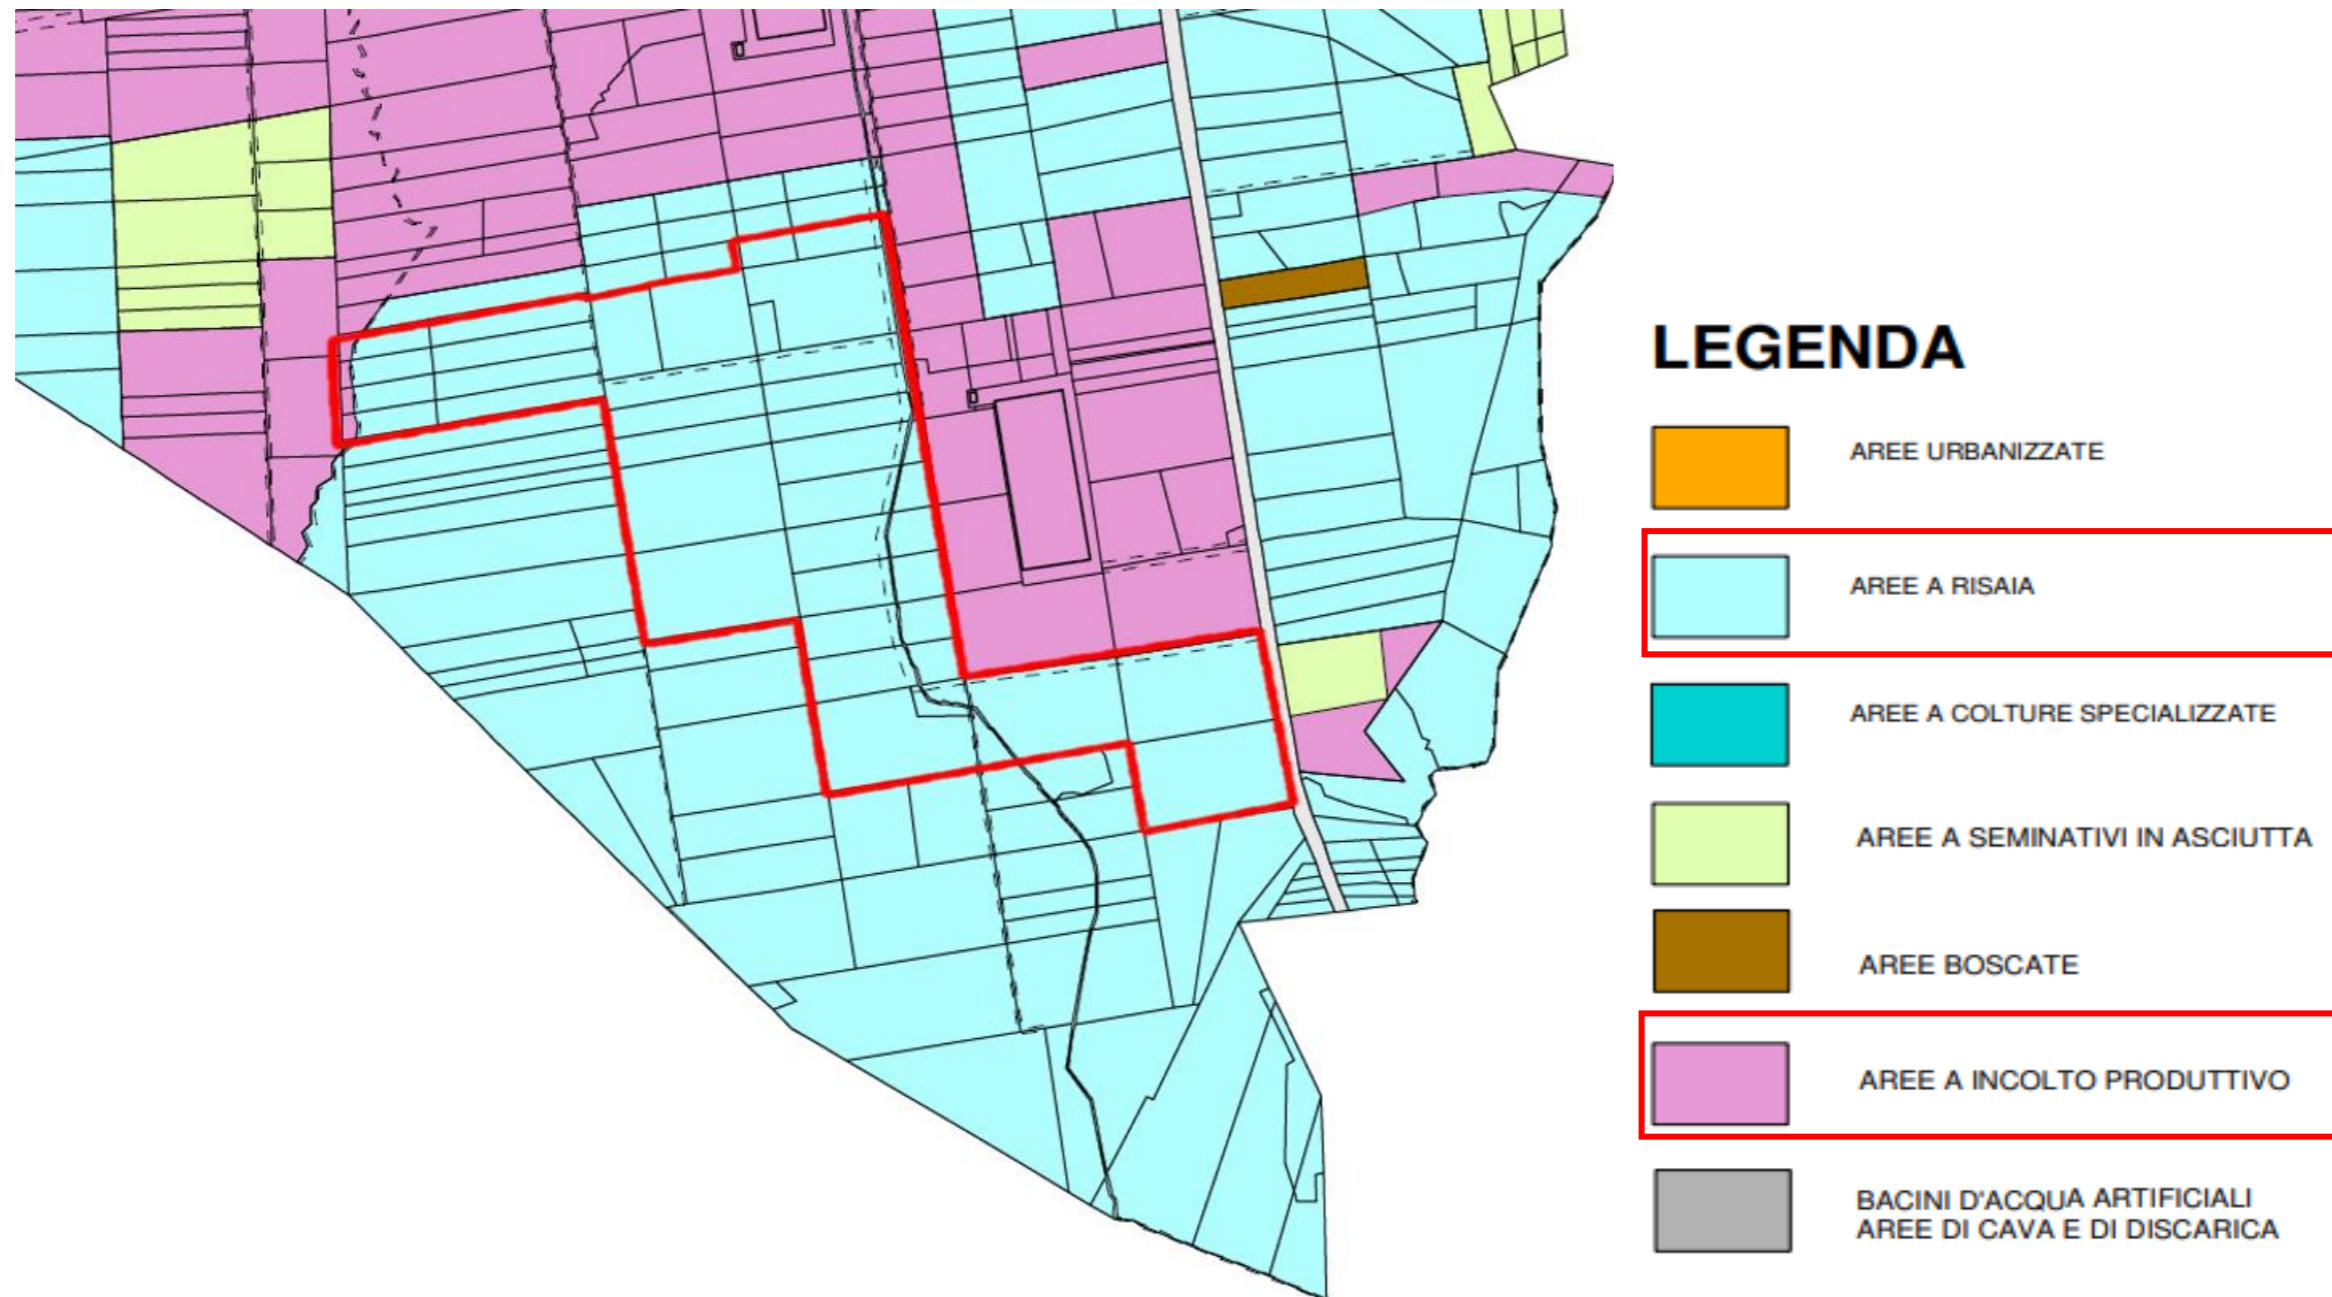 LEGENDA
AREE URBANIZZATE
AREE A RISAIA
AREE A COLTURE SPECIALIZZATE
AREE A SEMINATIVI IN ASCIUTTA
AREE BOSCATE
AREE A INCOLTO PRODUTTIVO
BACINI D'ACQUA ARTIFICIALI
AREE DI CAVA E DI DISCARICA